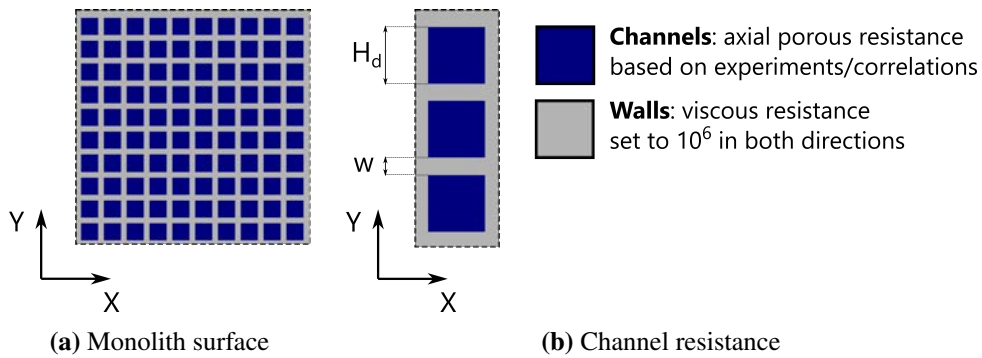 H_d
w
Y
X
Y
X
Channels: axial porous resistance
based on experiments/correlations
Walls: viscous resistance
set to 10^6 in both directions
(a) Monolith surface
(b) Channel resistance